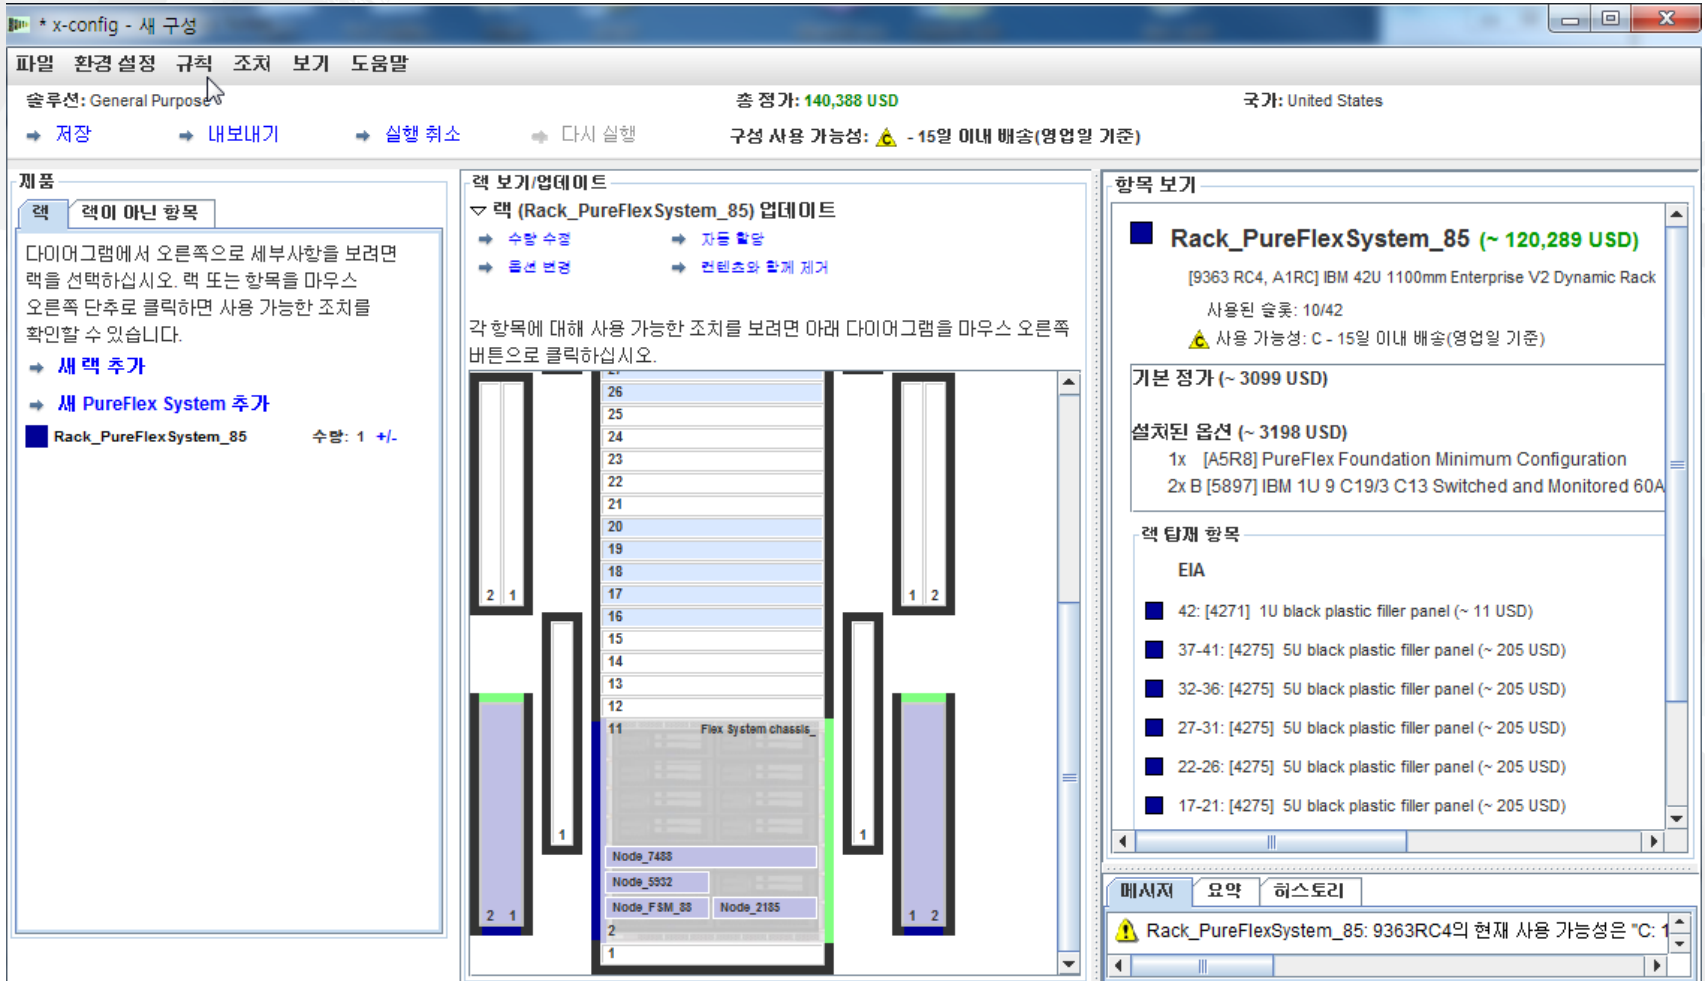 * x-config - 새 구성
파일 환경 설정 규칙 조치 보기 도움말
솔루션: General Purpose
총 정가: 140,388 USD
국가: United States
저장 내보내기 실행 취소 다시 실행
구성 사용 가능성: C - 15일 이내 배송(영업일 기준)
제품
랙 랙이 아닌 항목
다이어그램에서 오른쪽으로 세부사항을 보려면
랙을 선택하십시오. 랙 또는 항목을 마우스
오른쪽 단추로 클릭하면 사용 가능한 조치를
확인할 수 있습니다.
새 랙 추가
새 PureFlex System 추가
Rack_PureFlexSystem_85 수량: 1 +/-
랙 보기/업데이트
랙 (Rack_PureFlexSystem_85) 업데이트
수량 수정 자동 할당
옵션 변경 컨텐츠와 함께 제거
각 항목에 대해 사용 가능한 조치를 보려면 아래 다이어그램을 마우스 오른쪽
버튼으로 클릭하십시오.
26
25
24
23
22
21
20
19
18
2 1 17 1 2
16
15
14
13
12
11 Flex System chassis_
1 1
Node_7488
Node_5932
Node_FSM_88 Node_2185
2 1 2 1 2
1
항목 보기
Rack_PureFlexSystem_85 (~ 120,289 USD)
[9363 RC4, A1RC] IBM 42U 1100mm Enterprise V2 Dynamic Rack
사용된 슬롯: 10/42
C 사용 가능성: C - 15일 이내 배송(영업일 기준)
기본 정가 (~ 3099 USD)
설치된 옵션 (~ 3198 USD)
1x [A5R8] PureFlex Foundation Minimum Configuration
2x B [5897] IBM 1U 9 C19/3 C13 Switched and Monitored 60A
랙 탑재 항목
EIA
42: [4271] 1U black plastic filler panel (~ 11 USD)
37-41: [4275] 5U black plastic filler panel (~ 205 USD)
32-36: [4275] 5U black plastic filler panel (~ 205 USD)
27-31: [4275] 5U black plastic filler panel (~ 205 USD)
22-26: [4275] 5U black plastic filler panel (~ 205 USD)
17-21: [4275] 5U black plastic filler panel (~ 205 USD)
메시지 요약 히스토리
Rack_PureFlexSystem_85: 9363RC4의 현재 사용 가능성은 "C: 1